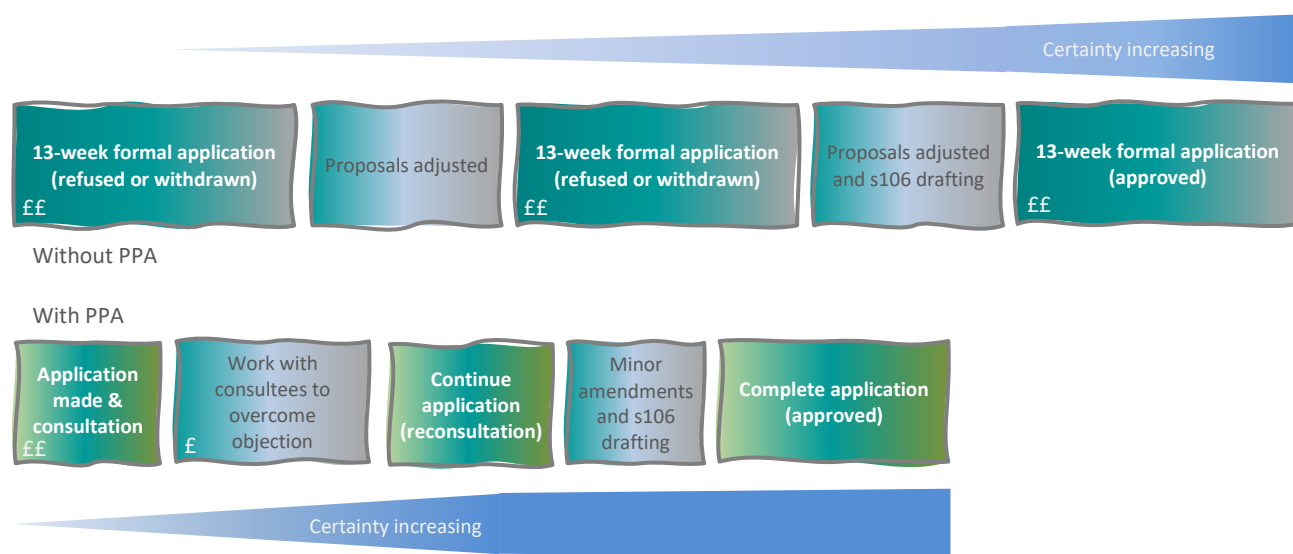 Certainty increasing
13-week formal application
(refused or withdrawn)
££
Proposals adjusted
13-week formal application
(refused or withdrawn)
££
Proposals adjusted
and s106 drafting
13-week formal application
(approved)
££
Without PPA
With PPA
Application
made &
consultation
££
Work with
consultees to
overcome
objection
£
Continue
application
(reconsultation)
Minor
amendments
and s106
drafting
Complete application
(approved)
Certainty increasing